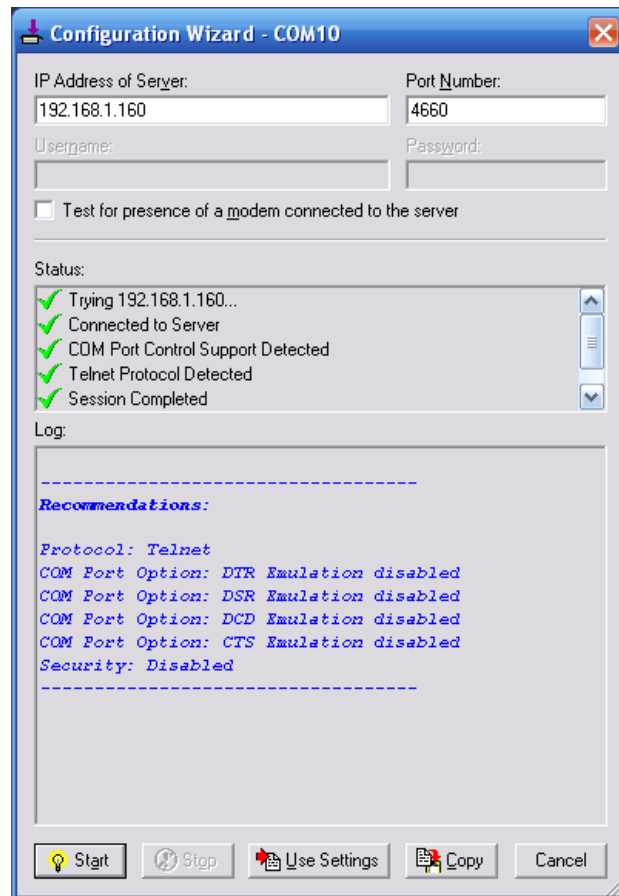 Configuration Wizard - COM10
IP Address of Server: Port Number:
192.168.1.160 4660
Username: Password:
Test for presence of a modem connected to the server
Status:
Trying 192.168.1.160...
Connected to Server
COM Port Control Support Detected
Telnet Protocol Detected
Session Completed
Log:
-----------------------------------
Recommendations:
Protocol: Telnet
COM Port Option: DTR Emulation disabled
COM Port Option: DSR Emulation disabled
COM Port Option: DCD Emulation disabled
COM Port Option: CTS Emulation disabled
Security: Disabled
-----------------------------------
Start Stop Use Settings Copy Cancel